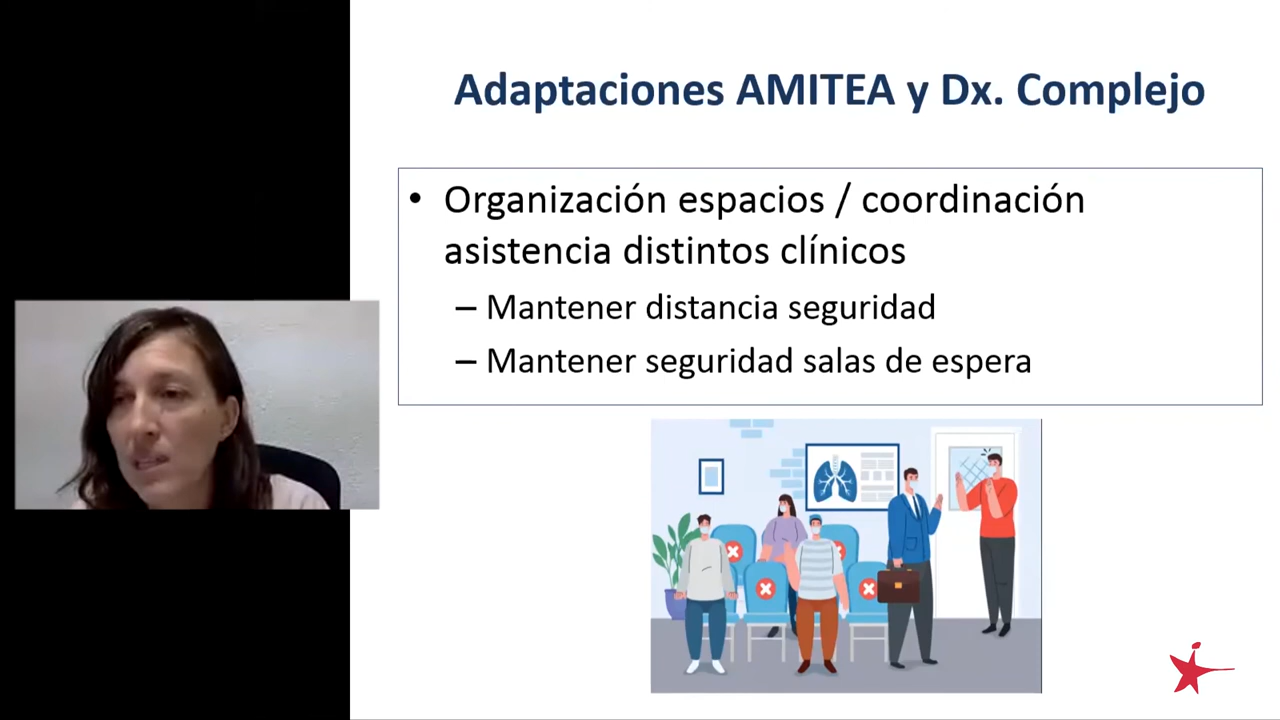 Adaptaciones AMITEA y Dx. Complejo
• Organización espacios / coordinación
asistencia distintos clínicos
– Mantener distancia seguridad
– Mantener seguridad salas de espera